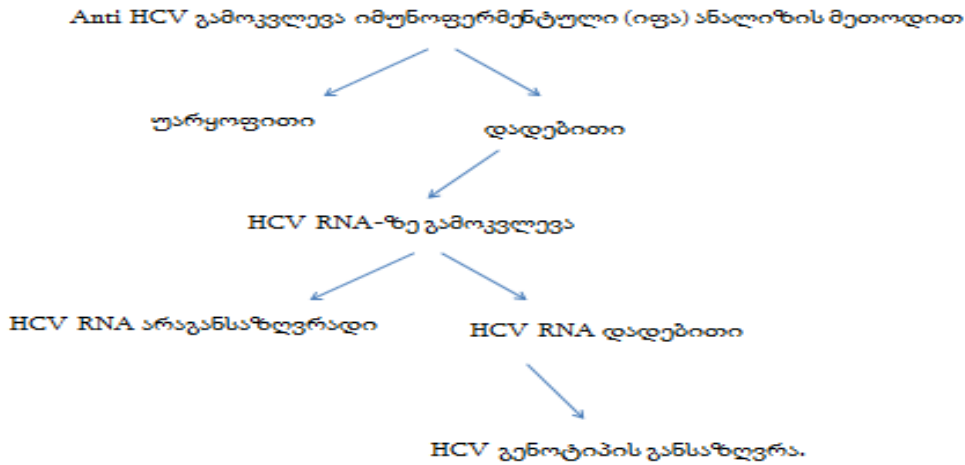 Anti HCV გამოკვლევა იმუნოფერმენტული (იფა) ანალიზის მეთოდით
უარყოფითი
დადებითი
HCV RNA-ზე გამოკვლევა
HCV RNA არაგანსაზღვრადი
HCV RNA დადებითი
HCV გენოტიპის განსაზღვრა.